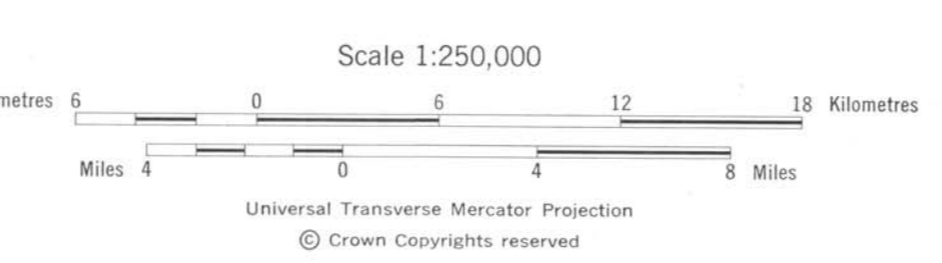 Scale 1:250,000
metres 6 0 6 12 18 Kilometres
Miles 4 0 4 8 Miles
Universal Transverse Mercator Projection
© Crown Copyrights reserved